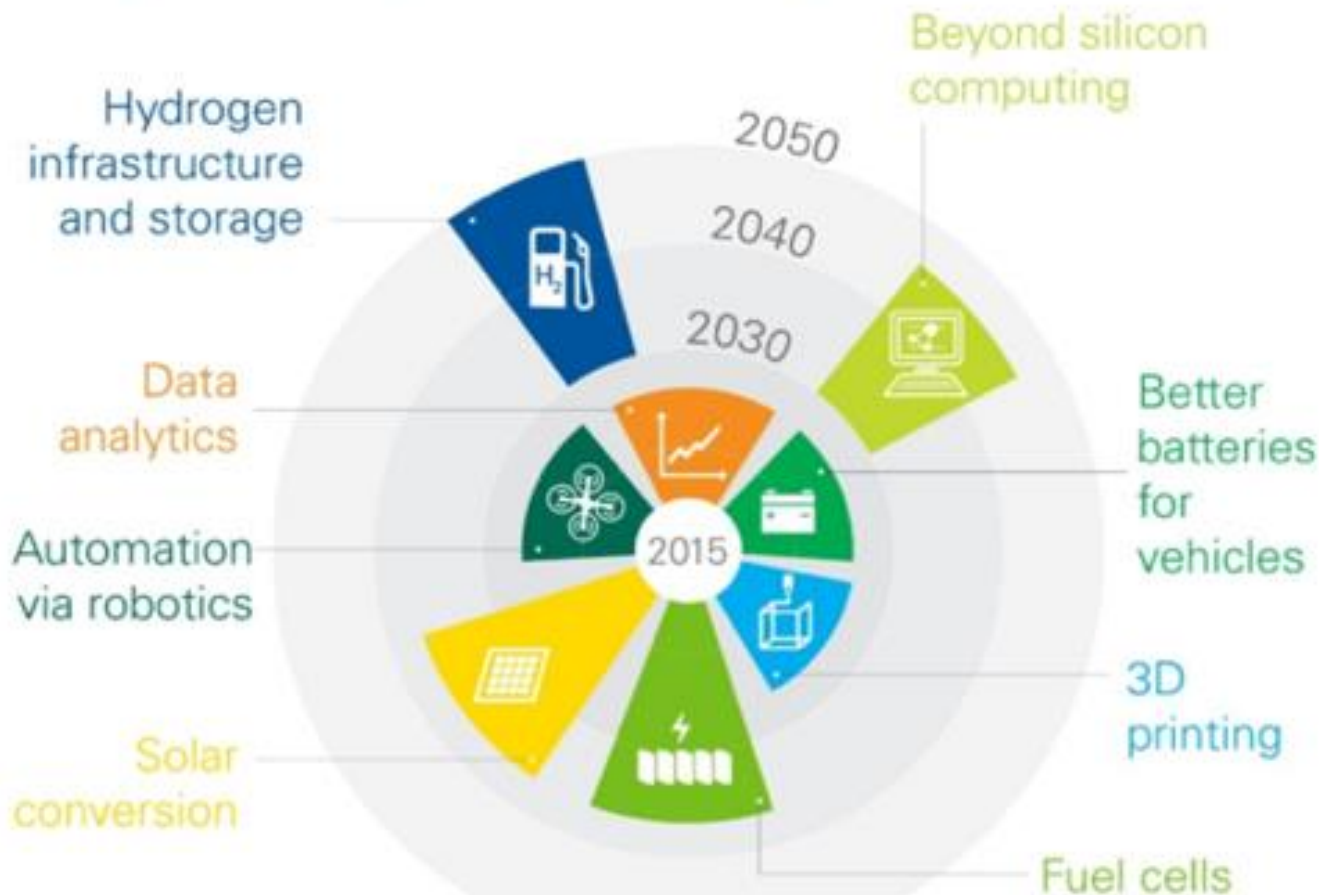 Beyond silicon
computing
Hydrogen
infrastructure
and storage
2050
2040
2030
H2
Data
analytics
Better
batteries
for
vehicles
Automation
via robotics
2015
3D
printing
Solar
conversion
Fuel cells